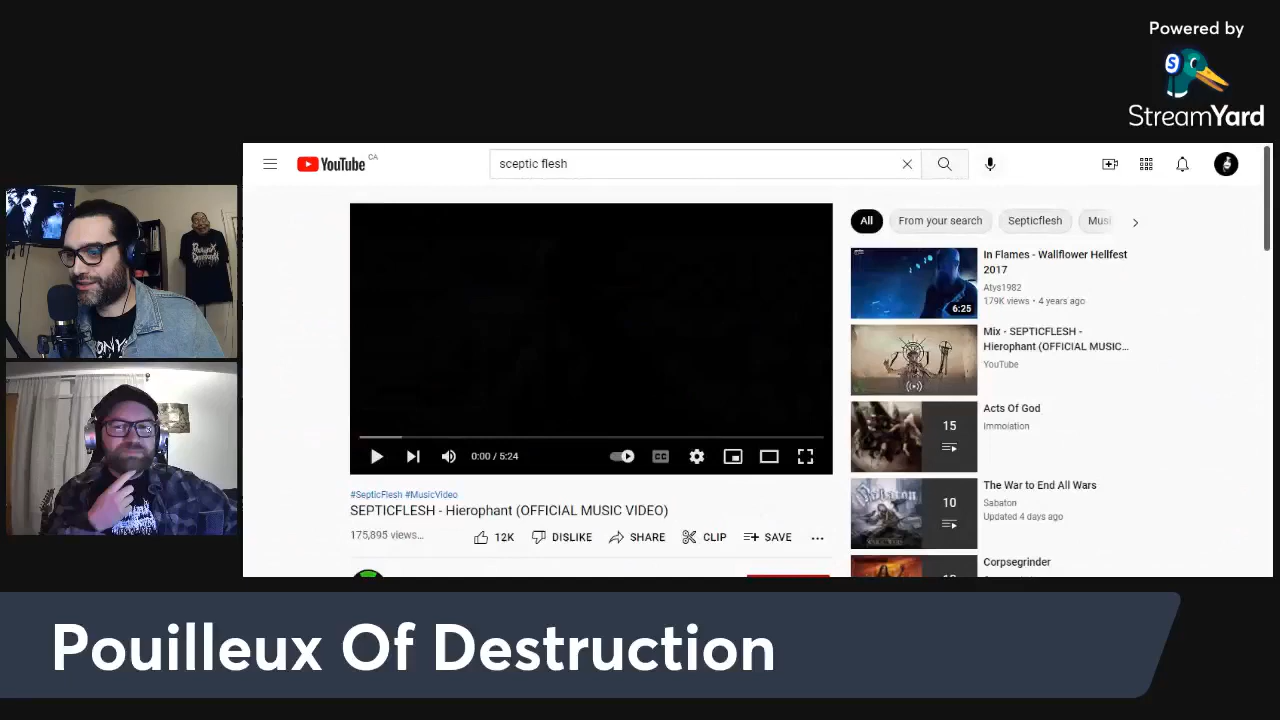 Powered by
StreamYard
YouTube CA
sceptic flesh
All
From your search
Septicflesh
Musi
In Flames - Wallflower Hellfest
2017
Atys1982
179K views • 4 years ago
6:25
Mix - SEPTICFLESH -
Hierophant (OFFICIAL MUSIC...
YouTube
Acts Of God
Immolation
15
The War to End All Wars
Sabaton
Updated 4 days ago
10
Corpsegrinder
0:00 / 5:24
CC
#SepticFlesh #MusicVideo
SEPTICFLESH - Hierophant (OFFICIAL MUSIC VIDEO)
175,895 views...
12K
DISLIKE
SHARE
CLIP
SAVE
Pouilleux Of Destruction